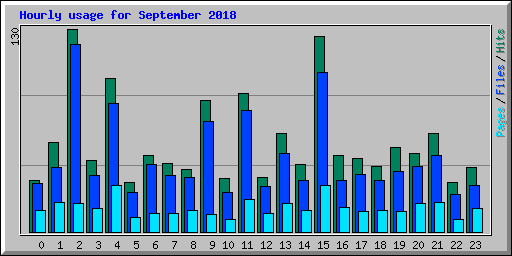 Hourly usage for September 2018
130
Pages/Files/Hits
0 1 2 3 4 5 6 7 8 9 10 11 12 13 14 15 16 17 18 19 20 21 22 23